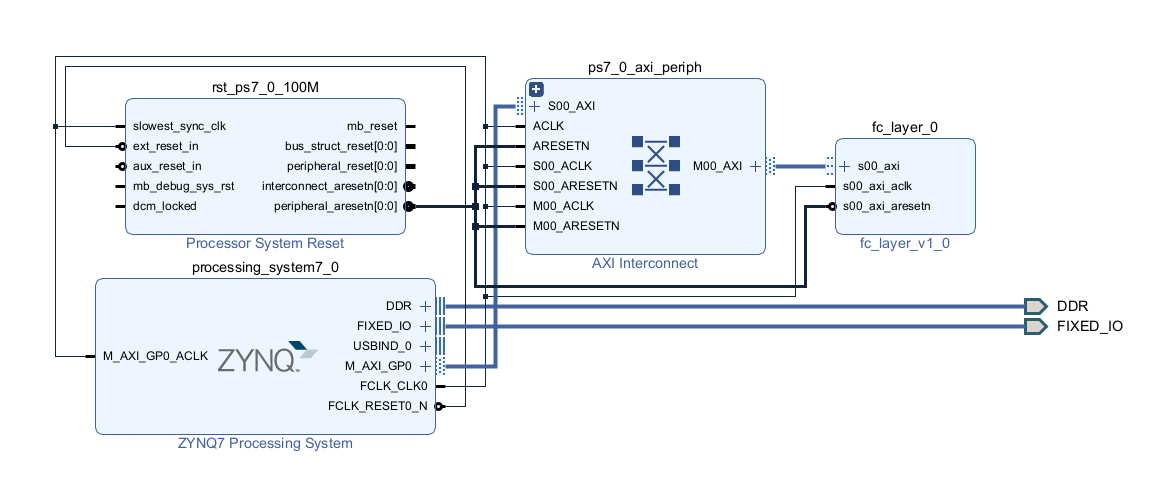 rst_ps7_0_100M
slowest_sync_clk
ext_reset_in
aux_reset_in
mb_debug_sys_rst
dcm_locked
mb_reset
bus_struct_reset[0:0]
peripheral_reset[0:0]
interconnect_aresetn[0:0]
peripheral_aresetn[0:0]
Processor System Reset
ps7_0_axi_periph
S00_AXI
ACLK
ARESETN
S00_ACLK
S00_ARESETN
M00_ACLK
M00_ARESETN
M00_AXI
AXI Interconnect
fc_layer_0
s00_axi
s00_axi_aclk
s00_axi_aresetn
fc_layer_v1_0
processing_system7_0
M_AXI_GP0_ACLK
ZYNQ
DDR
FIXED_IO
USBIND_0
M_AXI_GP0
FCLK_CLK0
FCLK_RESET0_N
ZYNQ7 Processing System
DDR
FIXED_IO